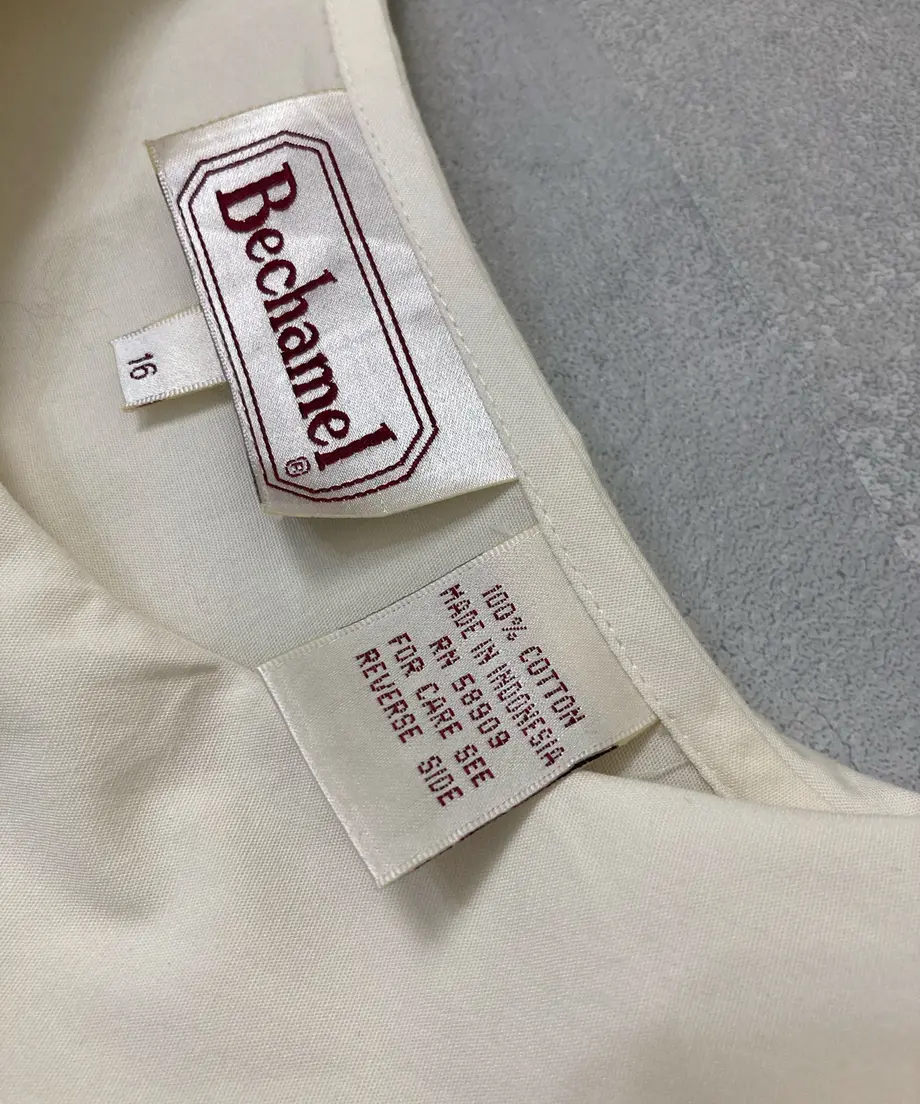 Bechamel
®
16
100% COTTON
MADE IN INDONESIA
RN 58909
FOR CARE SEE
REVERSE SIDE